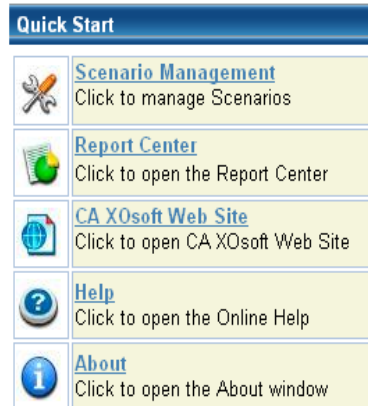 Quick Start
Scenario Management
Click to manage Scenarios
Report Center
Click to open the Report Center
CA XOsoft Web Site
Click to open CA XOsoft Web Site
Help
Click to open the Online Help
About
Click to open the About window